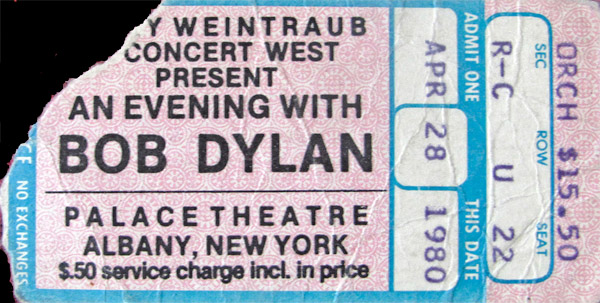 Y WEINTRAUB
CONCERT WEST
PRESENT
AN EVENING WITH
BOB DYLAN
PALACE THEATRE
ALBANY, NEW YORK
$.50 service charge incl. in price
NO EXCHANGES
ADMIT ONE THIS DATE
APR 28 1980
SEC ROW SEAT
R-C U 22
ORCH $15.50